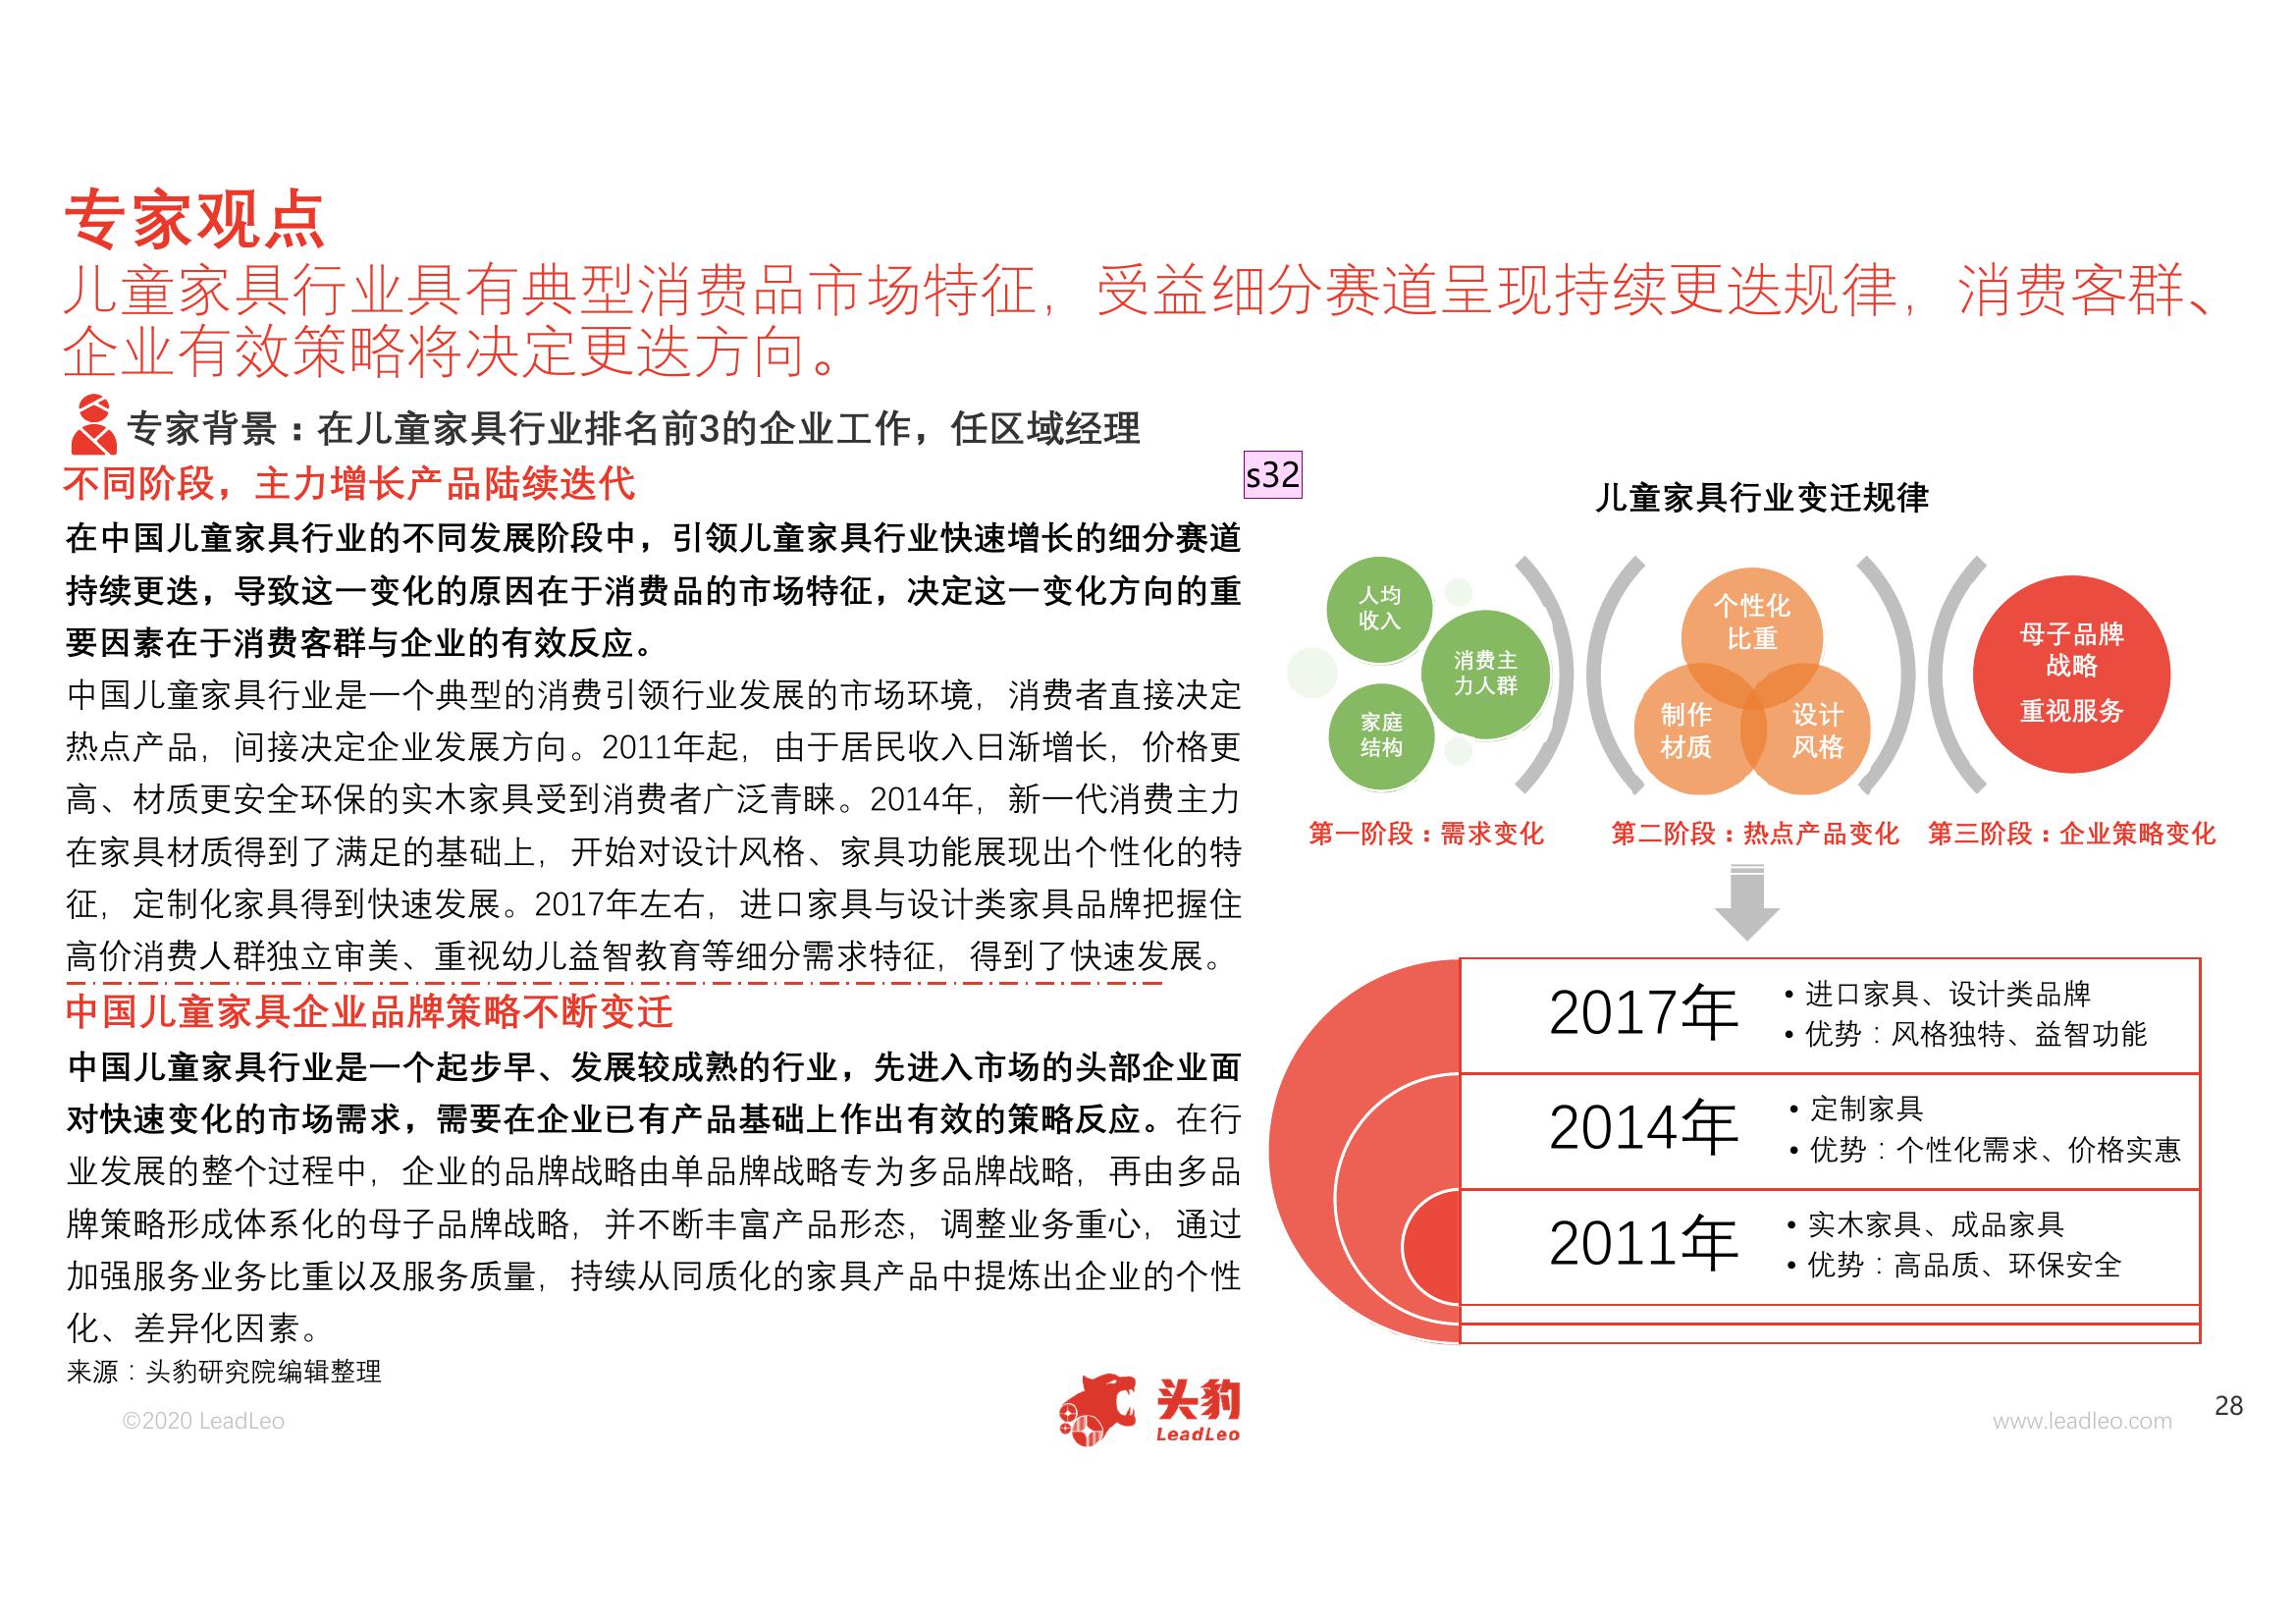 专家观点
儿童家具行业具有典型消费品市场特征，受益细分赛道呈现持续更迭规律，消费客群、
企业有效策略将决定更迭方向。
专家背景：在儿童家具行业排名前3的企业工作，任区域经理
不同阶段，主力增长产品陆续迭代
在中国儿童家具行业的不同发展阶段中，引领儿童家具行业快速增长的细分赛道
持续更迭，导致这一变化的原因在于消费品的市场特征，决定这一变化方向的重
要因素在于消费客群与企业的有效反应。
中国儿童家具行业是一个典型的消费引领行业发展的市场环境，消费者直接决定
热点产品，间接决定企业发展方向。2011年起，由于居民收入日渐增长，价格更
高、材质更安全环保的实木家具受到消费者广泛青睐。2014年，新一代消费主力
在家具材质得到了满足的基础上，开始对设计风格、家具功能展现出个性化的特
征，定制化家具得到快速发展。2017年左右，进口家具与设计类家具品牌把握住
高价消费人群独立审美、重视幼儿益智教育等细分需求特征，得到了快速发展。
中国儿童家具企业品牌策略不断变迁
中国儿童家具行业是一个起步早、发展较成熟的行业，先进入市场的头部企业面
对快速变化的市场需求，需要在企业已有产品基础上作出有效的策略反应。在行
业发展的整个过程中，企业的品牌战略由单品牌战略专为多品牌战略，再由多品
牌策略形成体系化的母子品牌战略，并不断丰富产品形态，调整业务重心，通过
加强服务业务比重以及服务质量，持续从同质化的家具产品中提炼出企业的个性
化、差异化因素。
来源：头豹研究院编辑整理
s32
儿童家具行业变迁规律
人均
收入
消费主
力人群
家庭
结构
个性化
比重
制作
材质
设计
风格
母子品牌
战略
重视服务
第一阶段：需求变化
第二阶段：热点产品变化
第三阶段：企业策略变化
2017年
• 进口家具、设计类品牌
• 优势：风格独特、益智功能
2014年
• 定制家具
• 优势：个性化需求、价格实惠
2011年
• 实木家具、成品家具
• 优势：高品质、环保安全
©2020 LeadLeo
头豹
LeadLeo
www.leadleo.com
28